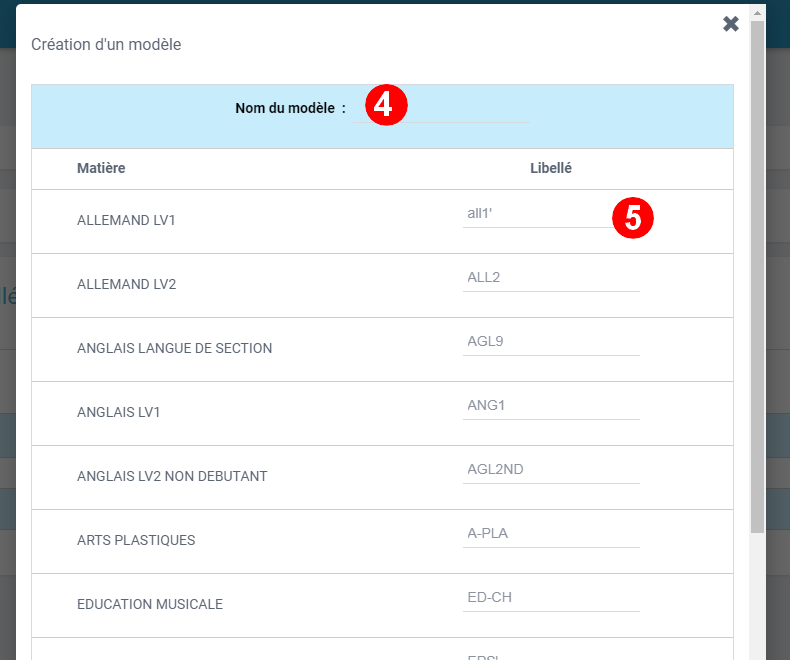 Création d'un modèle
Nom du modèle : 4
Matière Libellé
ALLEMAND LV1 all1' 5
ALLEMAND LV2 ALL2
ANGLAIS LANGUE DE SECTION AGL9
ANGLAIS LV1 ANG1
ANGLAIS LV2 NON DEBUTANT AGL2ND
ARTS PLASTIQUES A-PLA
EDUCATION MUSICALE ED-CH